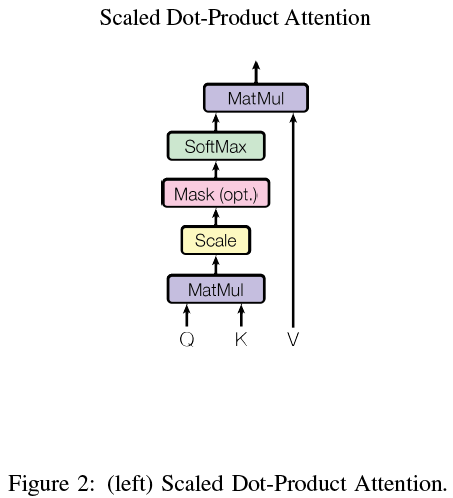 Scaled Dot-Product Attention
MatMul
SoftMax
Mask (opt.)
Scale
MatMul
Q K V
Figure 2: (left) Scaled Dot-Product Attention.